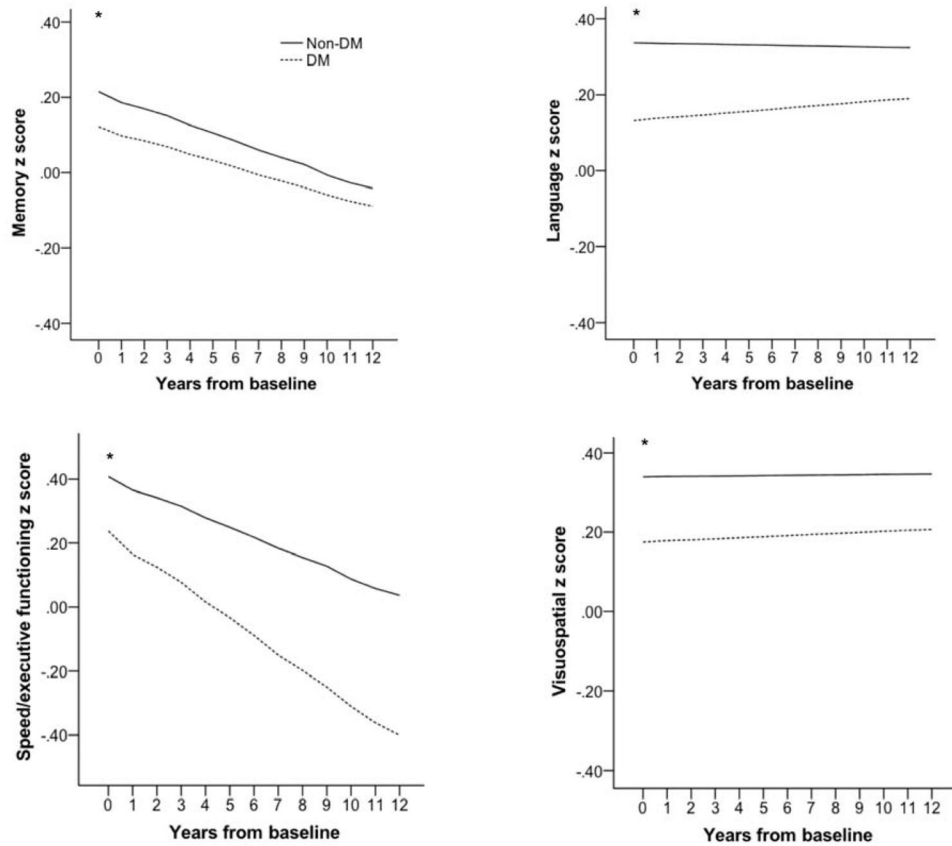 *
.40
.20
.00
-.20
-.40
Memory z score
Non-DM
DM
0 1 2 3 4 5 6 7 8 9 10 11 12
Years from baseline
*
.40
.20
.00
-.20
-.40
Language z score
0 1 2 3 4 5 6 7 8 9 10 11 12
Years from baseline
*
.40
.20
.00
-.20
-.40
Speed/executive functioning z score
0 1 2 3 4 5 6 7 8 9 10 11 12
Years from baseline
*
.40
.20
.00
-.20
-.40
Visuospatial z score
0 1 2 3 4 5 6 7 8 9 10 11 12
Years from baseline